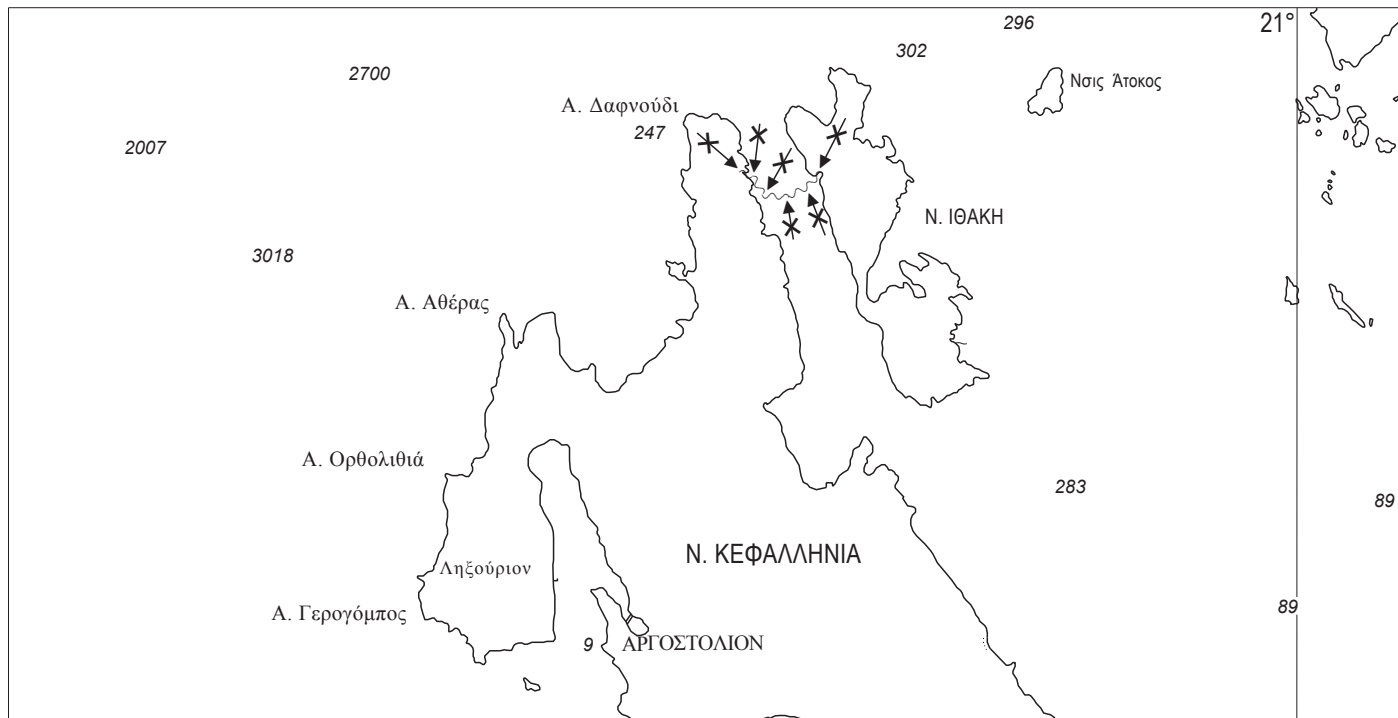 296
21°
302
2700
Νσις Άτοκος
Α. Δαφνούδι
247
2007
Ν. ΙΘΑΚΗ
3018
Α. Αθέρας
Α. Ορθολιθιά
283
89
Ν. ΚΕΦΑΛΛΗΝΙΑ
Ληξούριον
Α. Γερογόμπος
89
9
ΑΡΓΟΣΤΟΛΙΟΝ